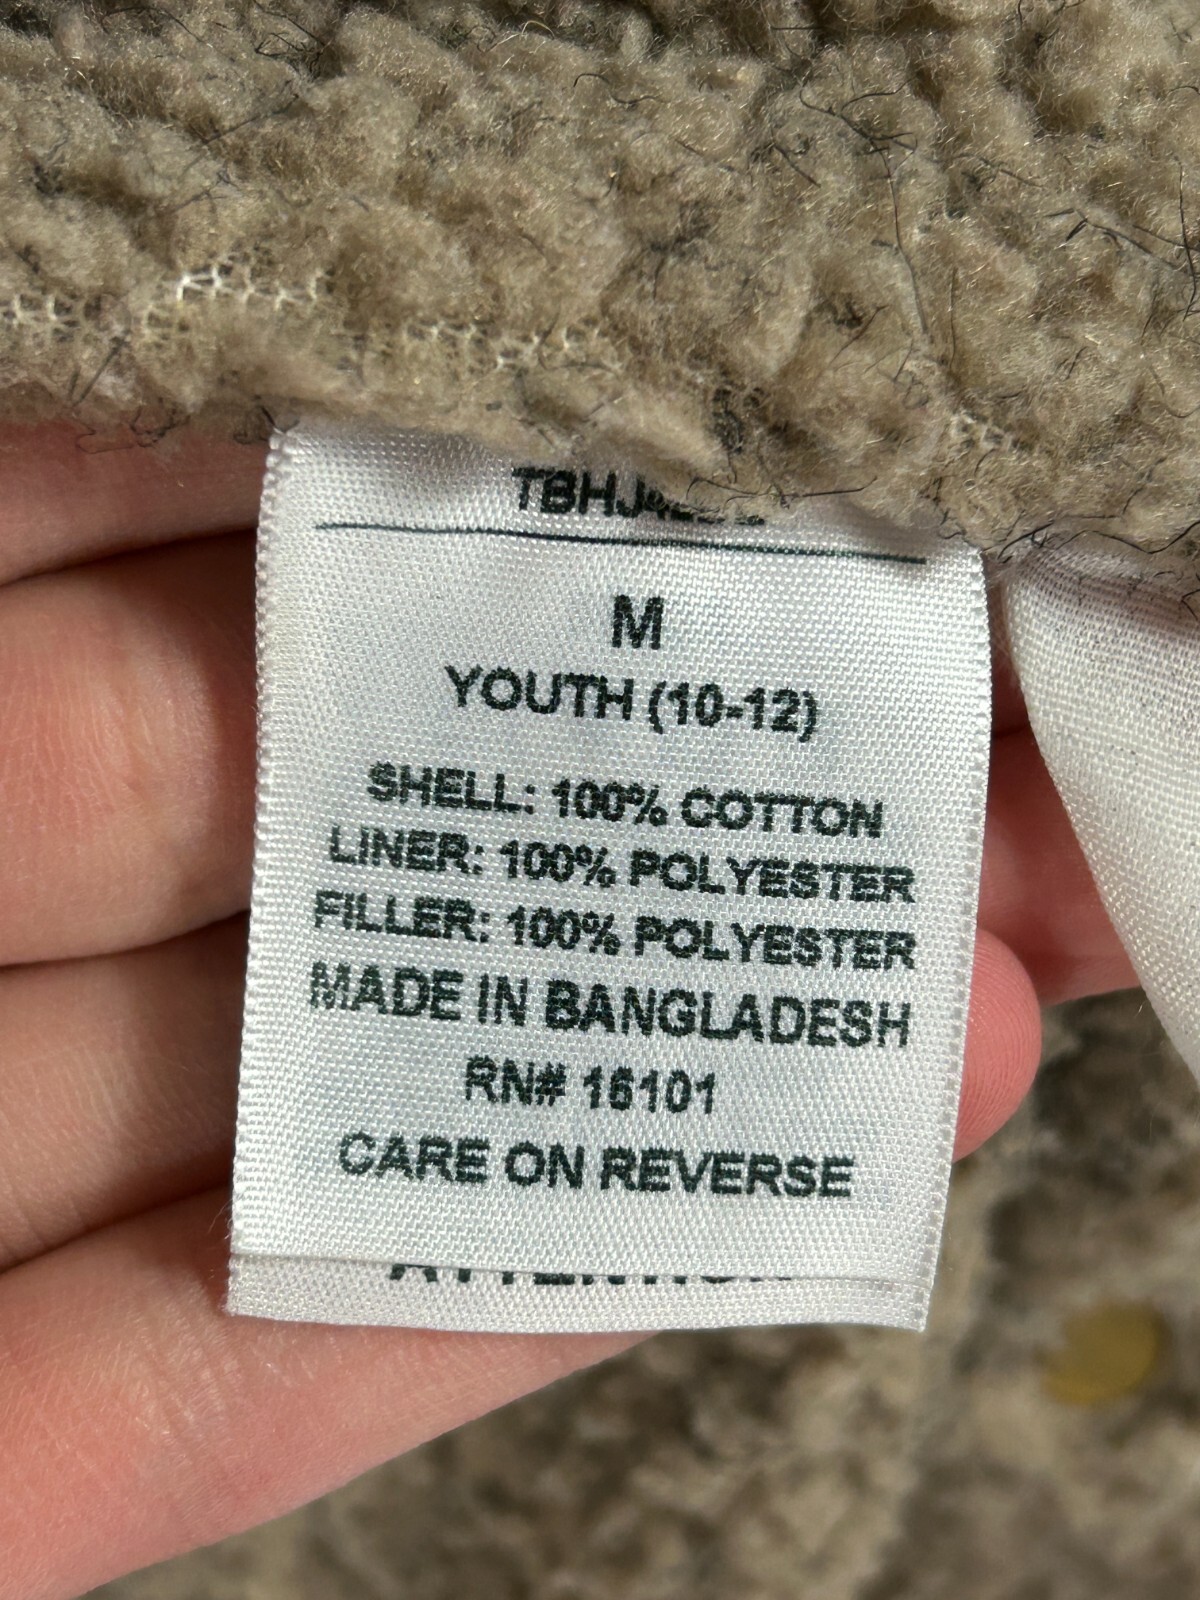 M
YOUTH (10-12)
SHELL: 100% COTTON
LINER: 100% POLYESTER
FILLER: 100% POLYESTER
MADE IN BANGLADESH
RN# 16101
CARE ON REVERSE
ATTENTION